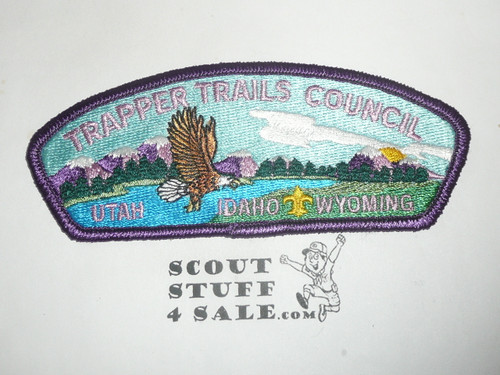 TRAPPER TRAILS COUNCIL
UTAH IDAHO WYOMING
SCOUT
STUFF
4 SALE.com